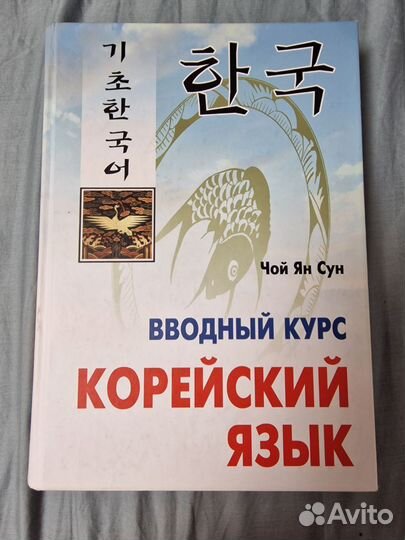 기초한국어
한국
Чой Ян Сун
ВВОДНЫЙ КУРС
КОРЕЙСКИЙ
ЯЗЫК
Avito